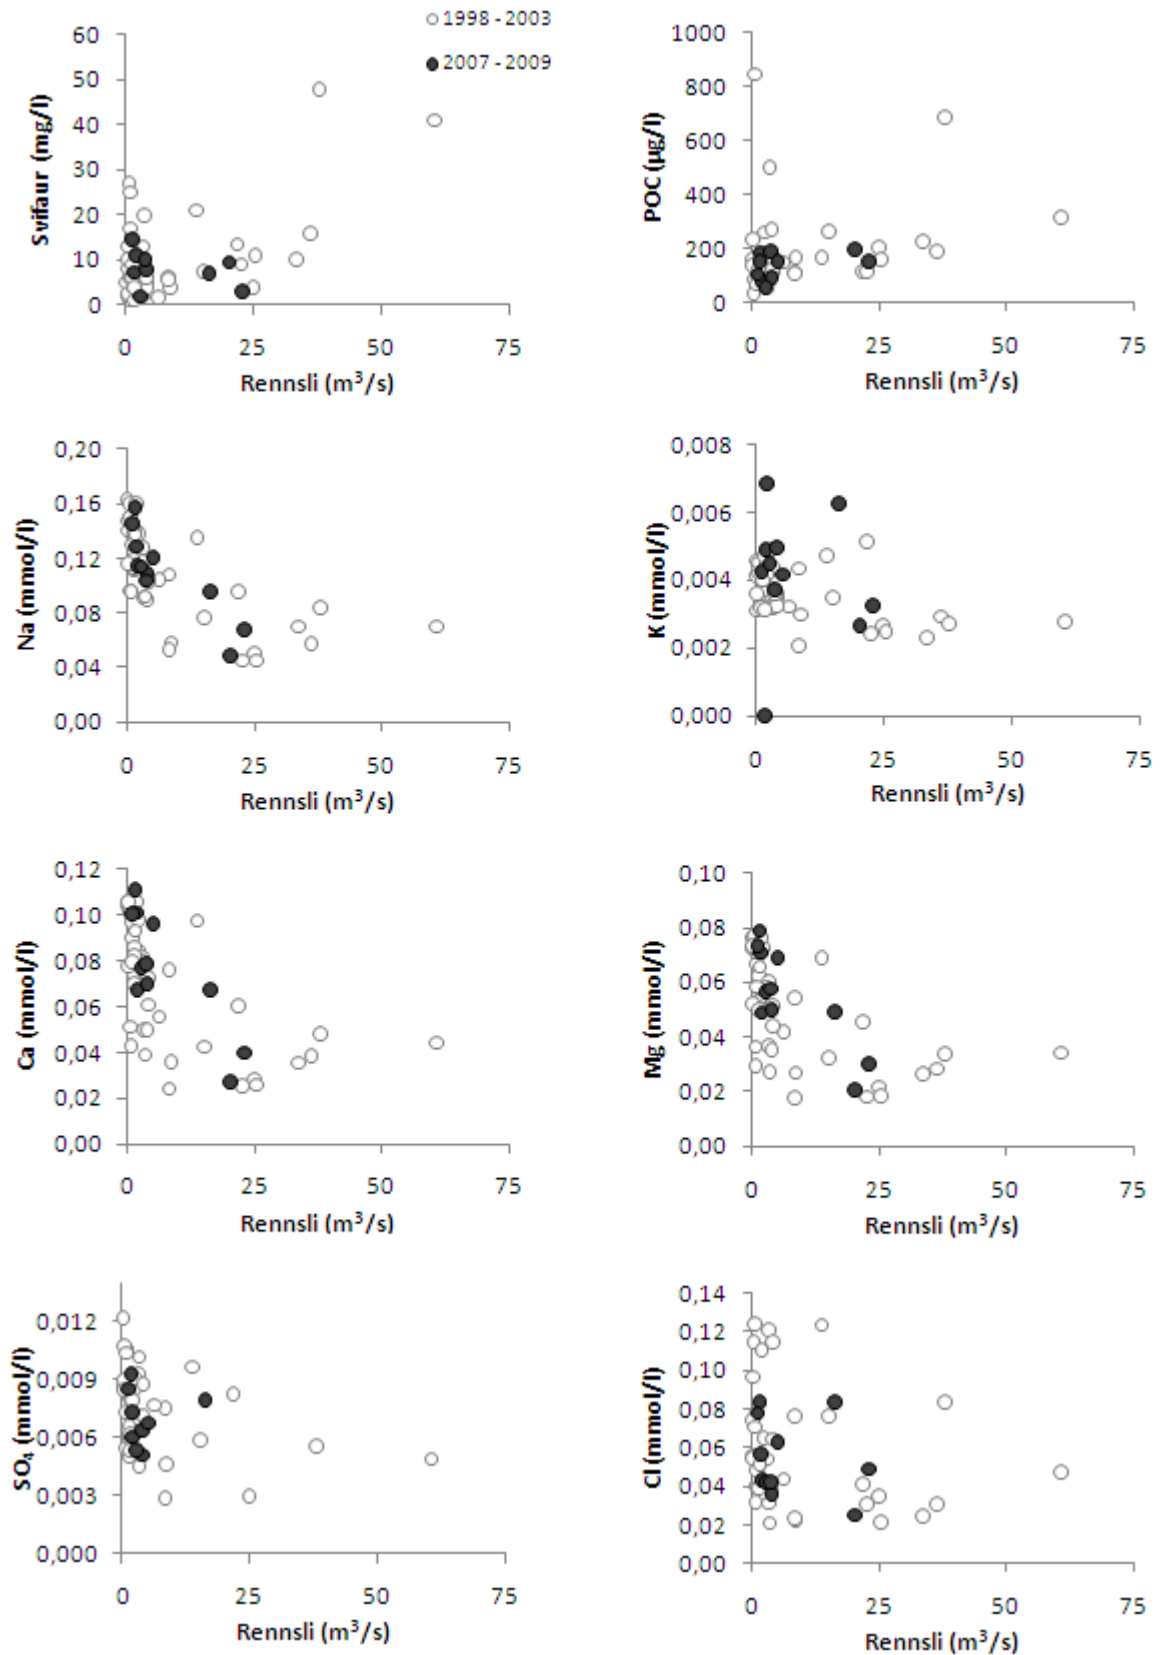 1998 - 2003
2007 - 2009
60
50
40
30
20
10
0
Svifaur (mg/l)
0 25 50 75
Rennsli (m³/s)
1000
800
600
400
200
0
POC (µg/l)
0 25 50 75
Rennsli (m³/s)
0,20
0,16
0,12
0,08
0,04
0,00
Na (mmol/l)
0 25 50 75
Rennsli (m³/s)
0,008
0,006
0,004
0,002
0,000
K (mmol/l)
0 25 50 75
Rennsli (m³/s)
0,12
0,10
0,08
0,06
0,04
0,02
0,00
Ca (mmol/l)
0 25 50 75
Rennsli (m³/s)
0,10
0,08
0,06
0,04
0,02
0,00
Mg (mmol/l)
0 25 50 75
Rennsli (m³/s)
0,012
0,009
0,006
0,003
0,000
SO₄ (mmol/l)
0 25 50 75
Rennsli (m³/s)
0,14
0,12
0,10
0,08
0,06
0,04
0,02
0,00
Cl (mmol/l)
0 25 50 75
Rennsli (m³/s)